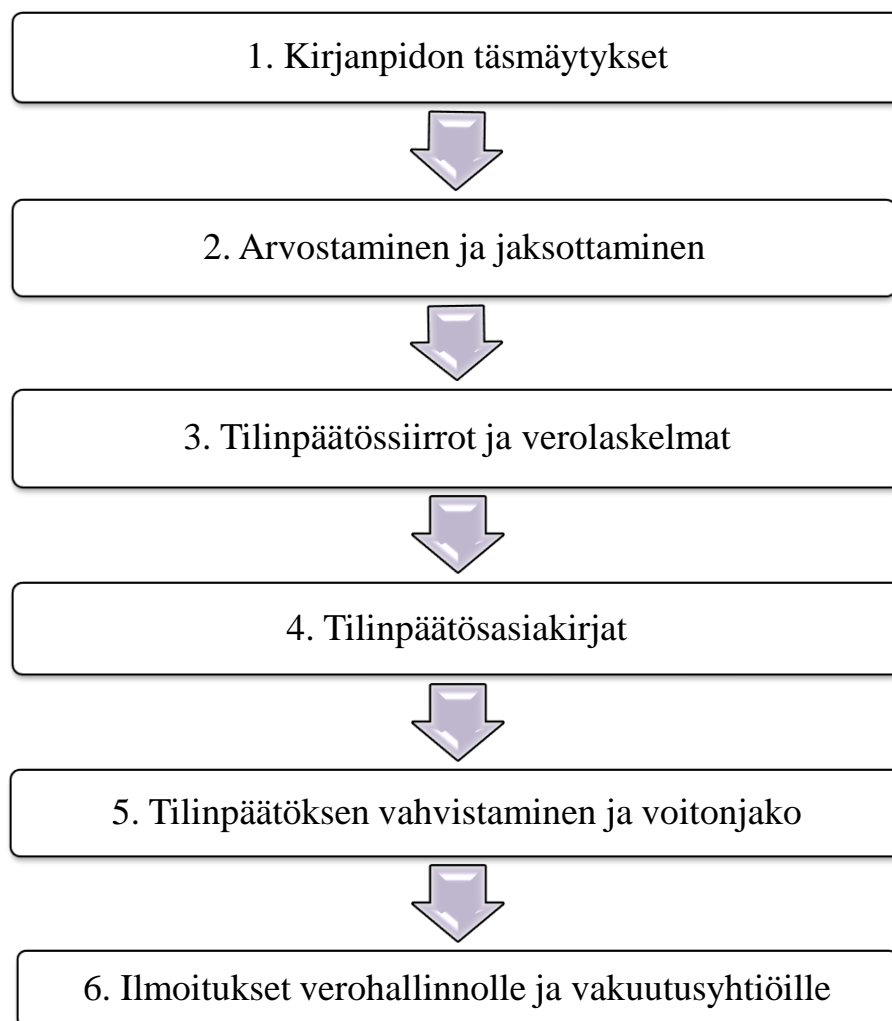 1. Kirjanpidon täsmäytykset
2. Arvostaminen ja jaksottaminen
3. Tilinpäätössiirrot ja verolaskelmat
4. Tilinpäätösasiakirjat
5. Tilinpäätöksen vahvistaminen ja voitonjako
6. Ilmoitukset verohallinnolle ja vakuutusyhtiöille